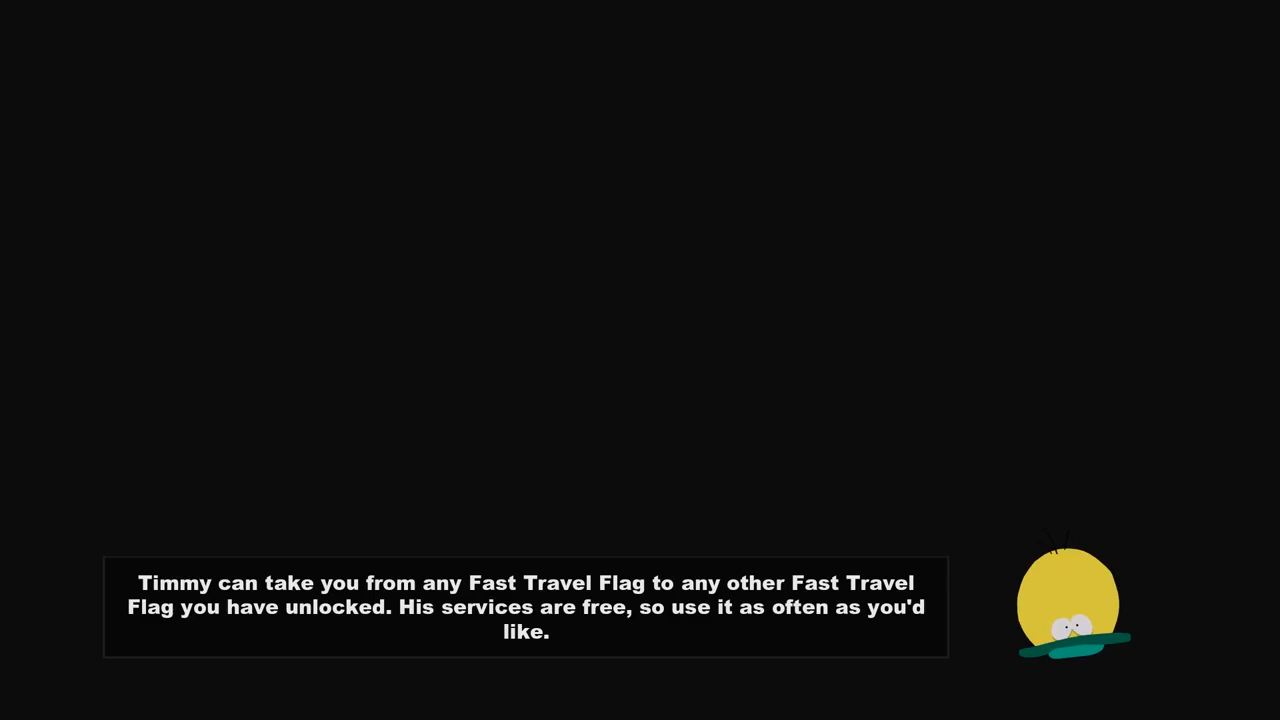 Timmy can take you from any Fast Travel Flag to any other Fast Travel
Flag you have unlocked. His services are free, so use it as often as you'd
like.